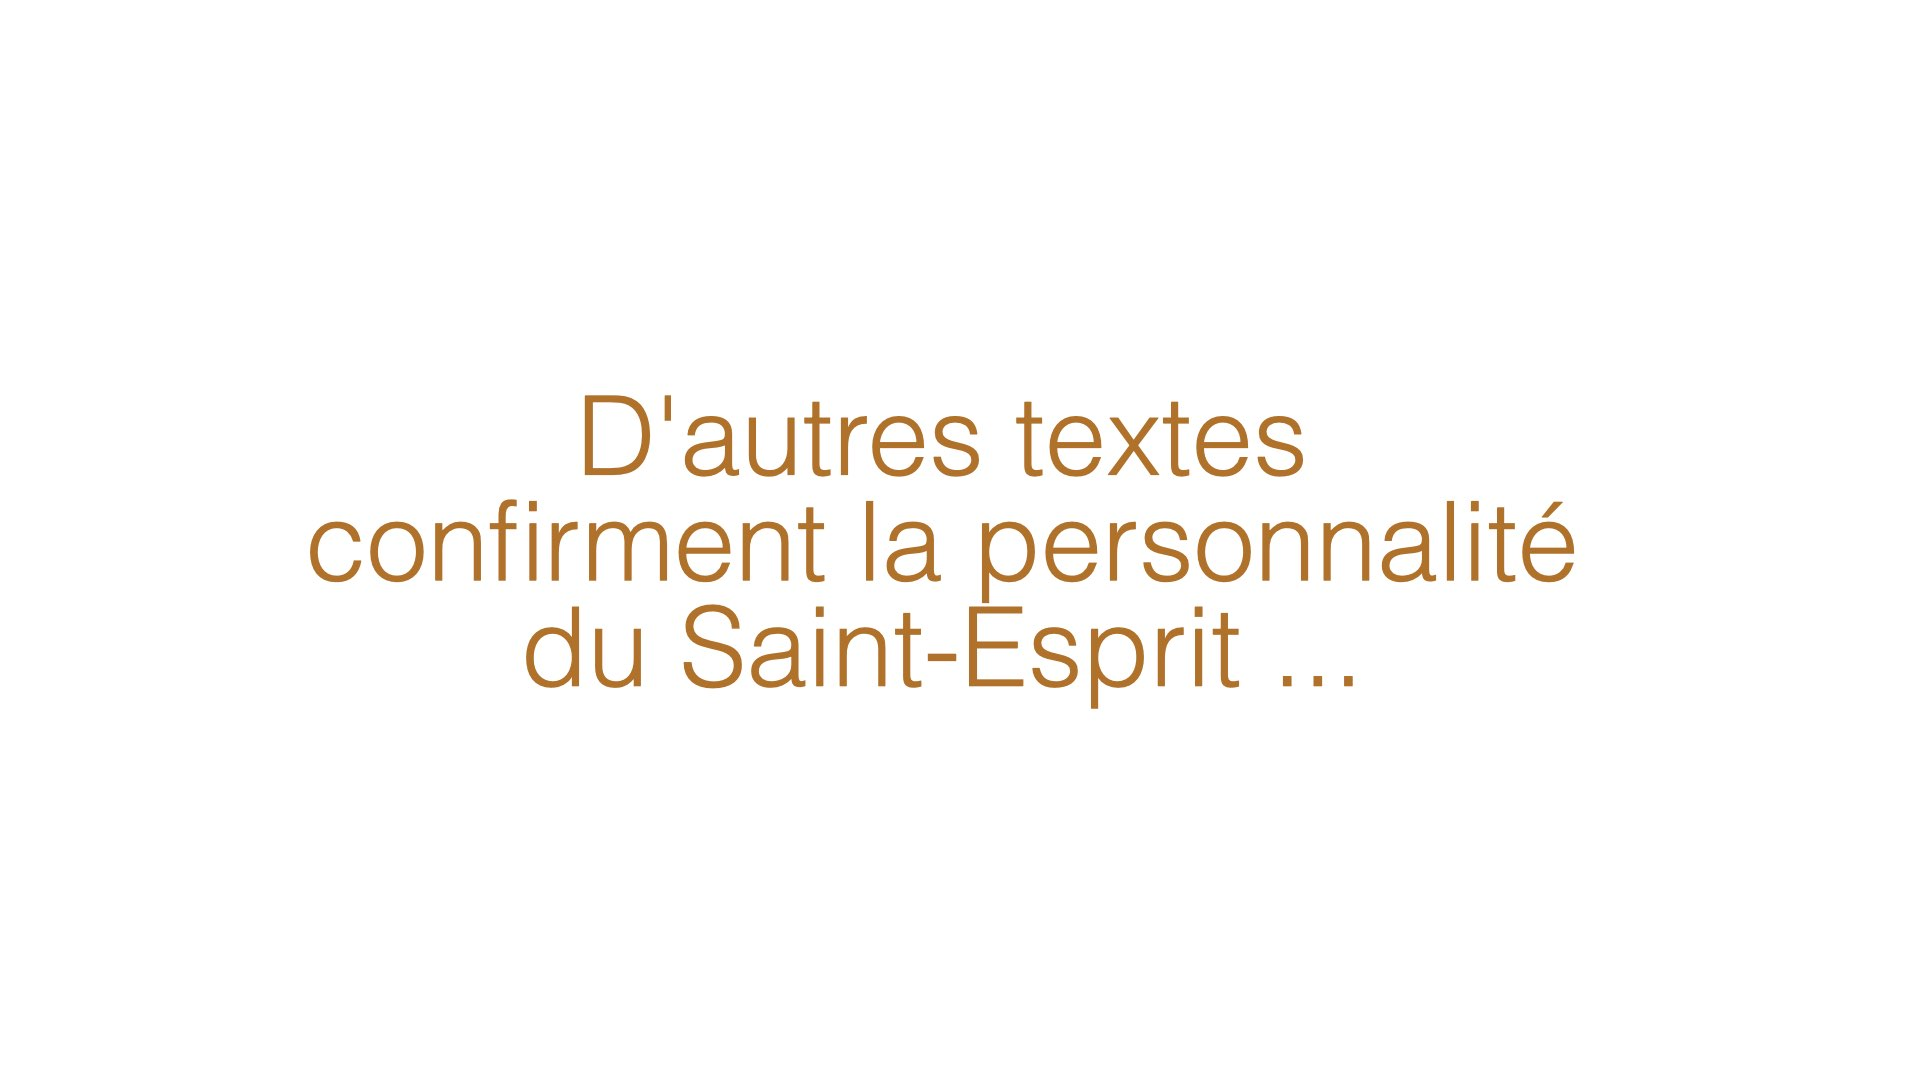 D'autres textes
confirment la personnalité
du Saint-Esprit ...